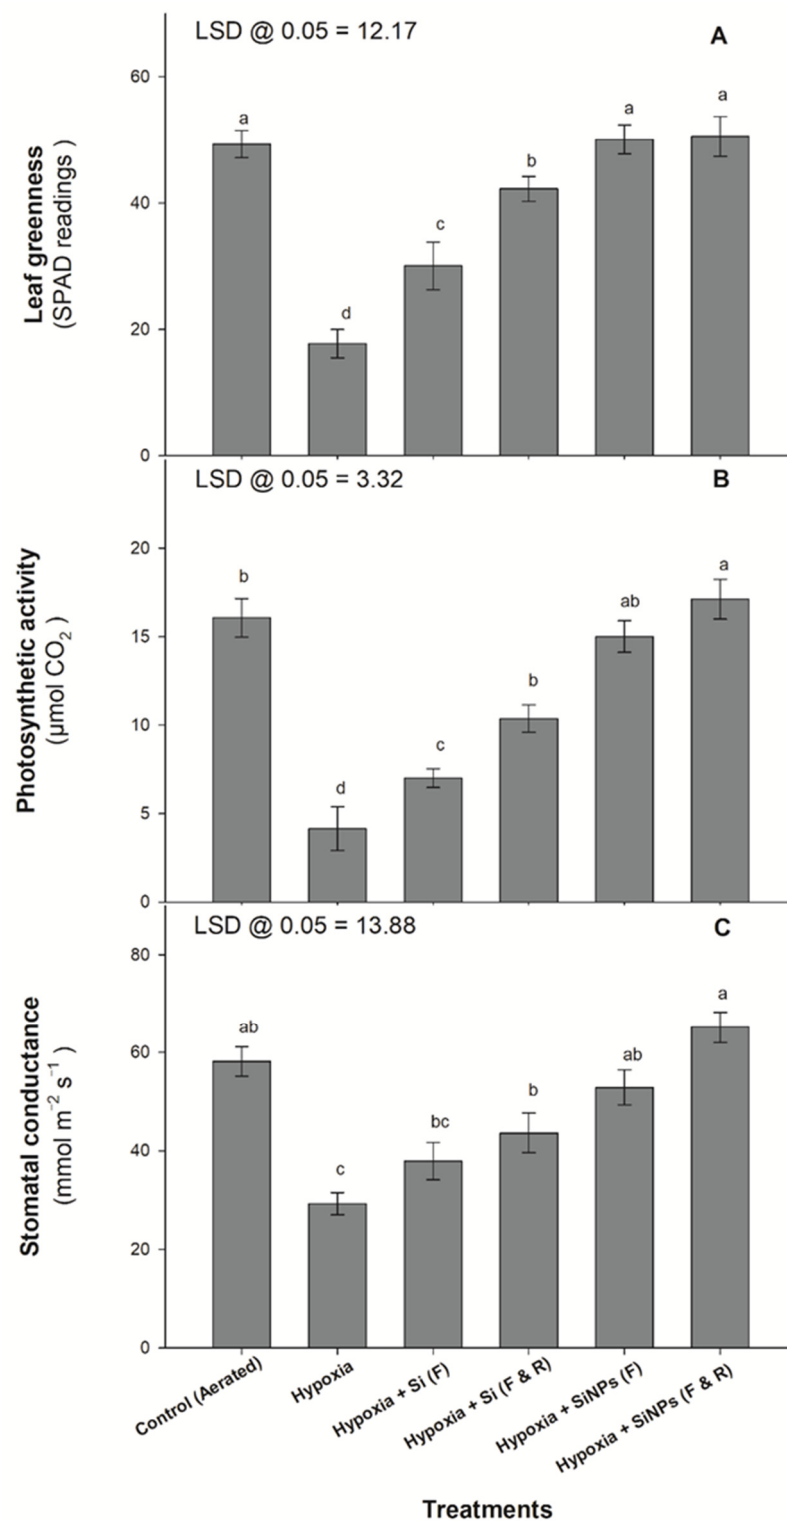 LSD @ 0.05 = 12.17
A
Leaf greenness
(SPAD readings )
60
40
20
0
a
d
c
b
a
a
LSD @ 0.05 = 3.32
B
Photosynthetic activity
(µmol CO₂)
20
15
10
5
0
b
d
c
b
ab
a
LSD @ 0.05 = 13.88
C
Stomatal conductance
(mmol m⁻² s⁻¹ )
80
60
40
20
0
ab
c
bc
b
ab
a
Control (Aerated)
Hypoxia
Hypoxia + Si (F)
Hypoxia + Si (F & R)
Hypoxia + SiNPs (F)
Hypoxia + SiNPs (F & R)
Treatments